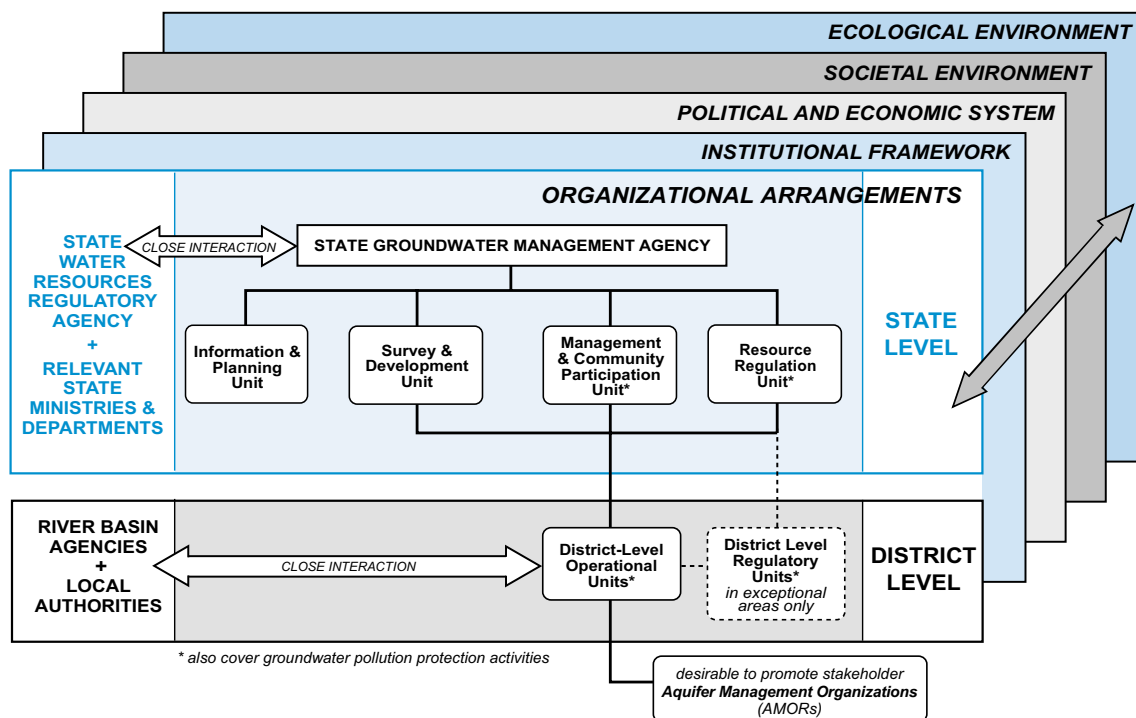 ECOLOGICAL ENVIRONMENT
SOCIETAL ENVIRONMENT
POLITICAL AND ECONOMIC SYSTEM
INSTITUTIONAL FRAMEWORK
ORGANIZATIONAL ARRANGEMENTS
STATE
WATER
RESOURCES
REGULATORY
AGENCY
+
RELEVANT
STATE
MINISTRIES &
DEPARTMENTS
CLOSE INTERACTION
STATE GROUNDWATER MANAGEMENT AGENCY
Information &
Planning Unit
Survey &
Development
Unit
Management
& Community
Participation
Unit*
Resource
Regulation
Unit*
STATE
LEVEL
RIVER BASIN
AGENCIES
+
LOCAL
AUTHORITIES
CLOSE INTERACTION
District-Level
Operational
Units*
District Level
Regulatory
Units*
in exceptional
areas only
DISTRICT
LEVEL
* also cover groundwater pollution protection activities
desirable to promote stakeholder
Aquifer Management Organizations
(AMORs)